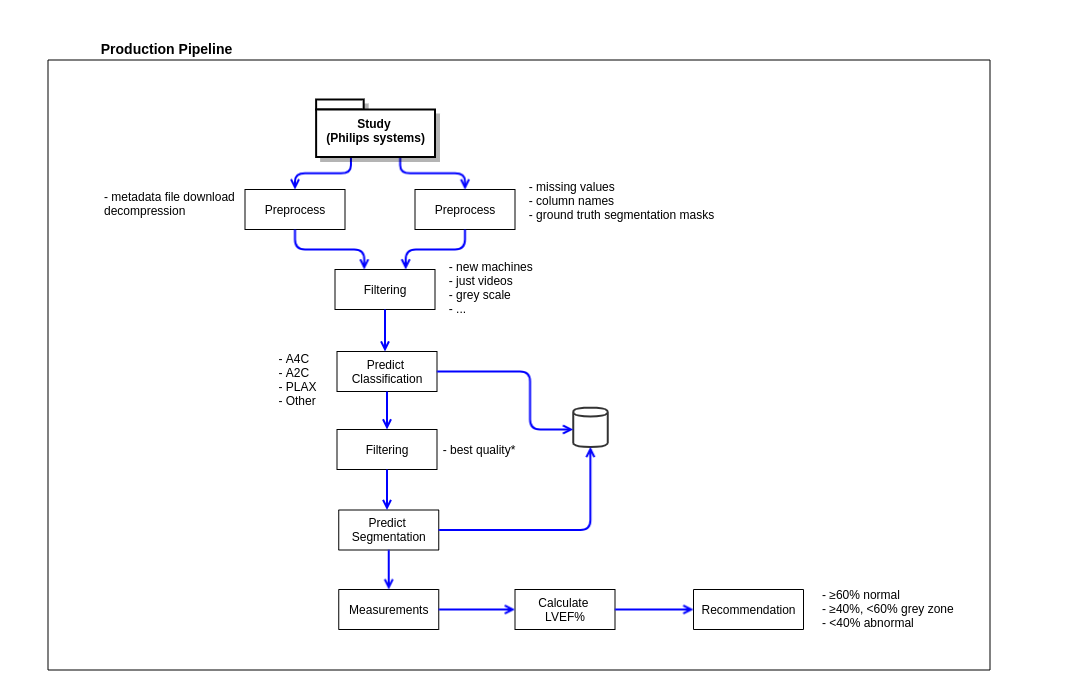 Production Pipeline
Study
(Philips systems)
- metadata file download
decompression
Preprocess
Preprocess
- missing values
- column names
- ground truth segmentation masks
Filtering
- new machines
- just videos
- grey scale
- ...
- A4C
- A2C
- PLAX
- Other
Predict
Classification
Filtering
- best quality*
Predict
Segmentation
Measurements
Calculate
LVEF%
Recommendation
- ≥60% normal
- ≥40%, <60% grey zone
- <40% abnormal